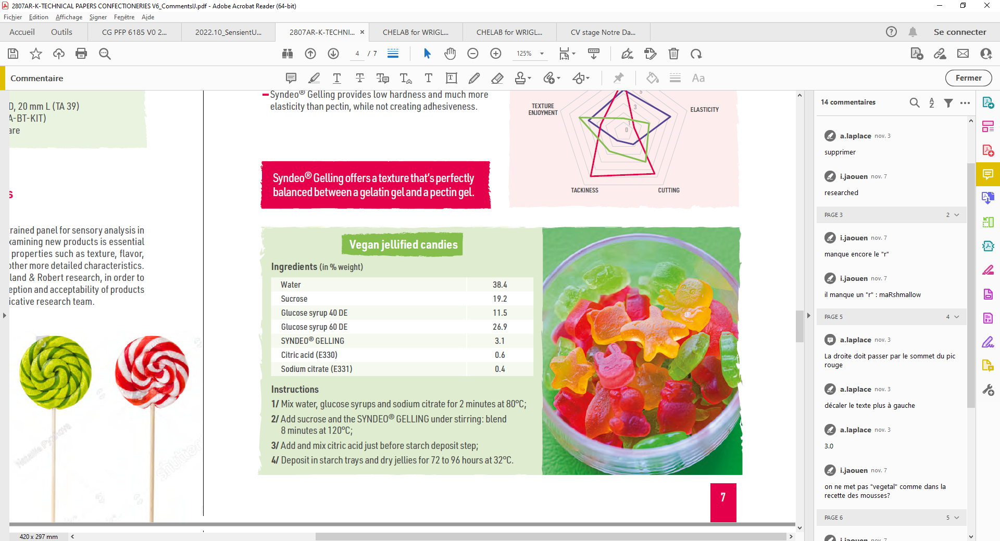 2807AR-K-TECHNICAL PAPERS CONFECTIONERIES V6_CommentsIJ.pdf - Adobe Acrobat Reader (64-bit)
Fichier Edition Affichage Signer Fenêtre Aide
Accueil Outils CG PFP 6185 V0 2... 2022.10_SensientU... 2807AR-K-TECHNI... × CHELAB for WRIGL... CHELAB for WRIGL... CV stage Notre Da... Se connecter
4 / 7 125%
Commentaire Aa Fermer
D, 20 mm L (TA 39)
A-BT-KIT)
are
s
rained panel for sensory analysis in
xamining new products is essential
properties such as texture, flavor,
other more detailed characteristics.
land & Robert research, in order to
eption and acceptability of products
icative research team.
Syndeo® Gelling provides low hardness and much more
elasticity than pectin, while not creating adhesiveness.
TEXTURE
ENJOYMENT
ELASTICITY
5
3
1
0
TACKINESS
CUTTING
Syndeo® Gelling offers a texture that's perfectly
balanced between a gelatin gel and a pectin gel.
Vegan jellified candies
Ingredients (in % weight)
Water 38.4
Sucrose 19.2
Glucose syrup 40 DE 11.5
Glucose syrup 60 DE 26.9
SYNDEO® GELLING 3.1
Citric acid (E330) 0.6
Sodium citrate (E331) 0.4
Instructions
1/ Mix water, glucose syrups and sodium citrate for 2 minutes at 80°C;
2/ Add sucrose and the SYNDEO® GELLING under stirring: blend
8 minutes at 120°C;
3/ Add and mix citric acid just before starch deposit step;
4/ Deposit in starch trays and dry jellies for 72 to 96 hours at 32°C.
7
420 x 297 mm
14 commentaires
a.laplace nov. 3
supprimer
i.jaouen nov. 7
researched
PAGE 3 2
i.jaouen nov. 7
manque encore le "r"
i.jaouen nov. 7
il manque un "r" : maRshmallow
PAGE 5 4
a.laplace nov. 3
La droite doit passer par le sommet du pic
rouge
a.laplace nov. 3
décaler le texte plus à gauche
a.laplace nov. 3
3.0
i.jaouen nov. 7
on ne met pas "vegetal" comme dans la
recette des mousses?
PAGE 6 5
i.jaouen nov. 7